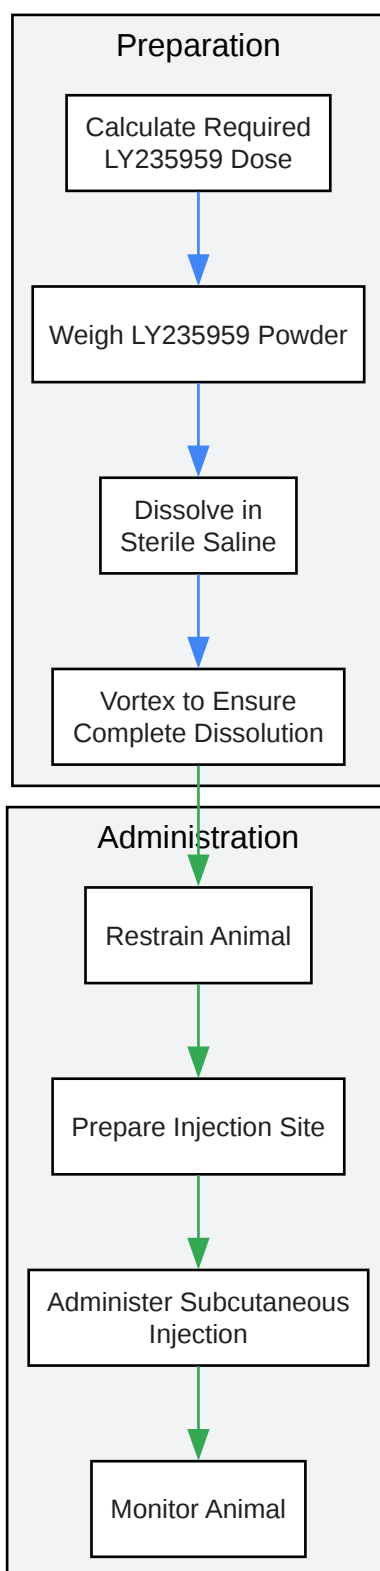 Preparation
Calculate Required
LY235959 Dose
Weigh LY235959 Powder
Dissolve in
Sterile Saline
Vortex to Ensure
Complete Dissolution
Administration
Restrain Animal
Prepare Injection Site
Administer Subcutaneous
Injection
Monitor Animal